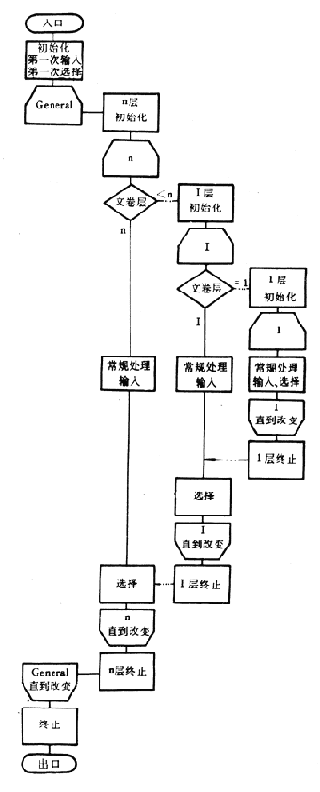 入口
初始化
第一次输入
第一次选择
General
n层
初始化
n
文卷层
<n
n
I层
初始化
I
文卷层
=1
I
1层
初始化
1
常规处理
输入
常规处理
输入
常规处理
输入、选择
1
直到改变
1层终止
选择
I
直到改变
I层终止
选择
n
直到改变
n层终止
General
直到改变
终止
出口